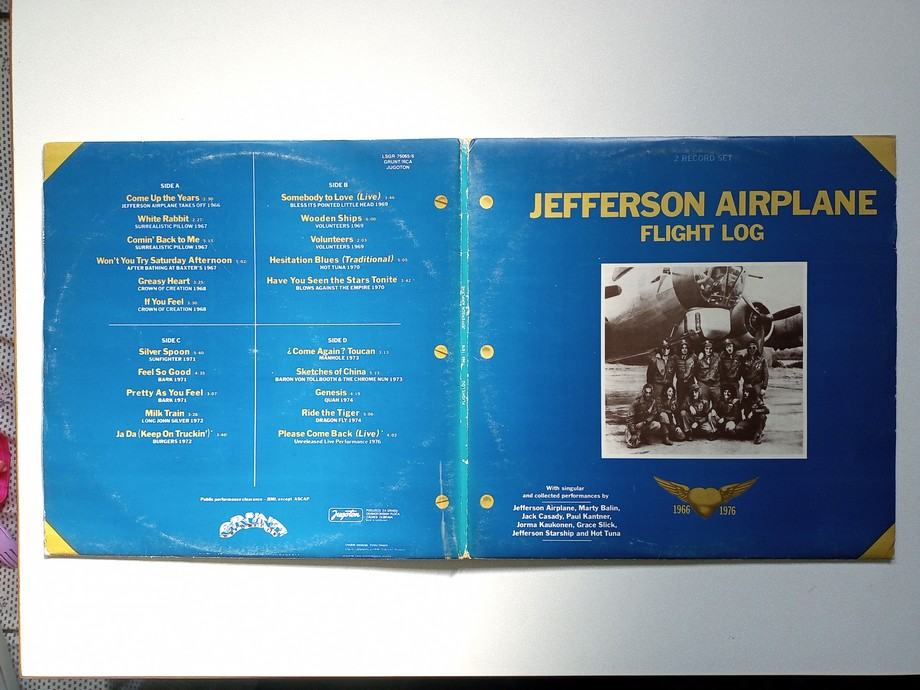 LSGR 75065/6
GRUNT/RCA
JUGOTON
SIDE A
Come Up the Years 2:30
JEFFERSON AIRPLANE TAKES OFF 1966
White Rabbit 2:27
SURREALISTIC PILLOW 1967
Comin' Back to Me 5:15
SURREALISTIC PILLOW 1967
Won't You Try Saturday Afternoon 5:02
AFTER BATHING AT BAXTER'S 1967
Greasy Heart 3:25
CROWN OF CREATION 1968
If You Feel 3:30
CROWN OF CREATION 1968
SIDE B
Somebody to Love (Live) 3:46
BLESS ITS POINTED LITTLE HEAD 1969
Wooden Ships 6:00
VOLUNTEERS 1969
Volunteers 2:03
VOLUNTEERS 1969
Hesitation Blues (Traditional) 5:05
HOT TUNA 1970
Have You Seen the Stars Tonite 3:42
BLOWS AGAINST THE EMPIRE 1970
SIDE C
Silver Spoon 5:40
SUNFIGHTER 1971
Feel So Good 4:35
BARK 1971
Pretty As You Feel 3:07
BARK 1971
Milk Train 3:28
LONG JOHN SILVER 1972
Ja Da (Keep On Truckin') 3:40
BURGERS 1972
SIDE D
¿Come Again? Toucan 3:13
MANHOLE 1973
Sketches of China 5:13
BARON VON TOLLBOOTH & THE CHROME NUN 1973
Genesis 4:15
QUAH 1974
Ride the Tiger 5:06
DRAGON FLY 1974
Please Come Back (Live) 4:03
Unreleased Live Performance 1976
Public performance clearance – BMI, except ASCAP
GRUNT
Jugoton
2 RECORD SET
JEFFERSON AIRPLANE
FLIGHT LOG
With singular
and collected performances by
Jefferson Airplane, Marty Balin,
Jack Casady, Paul Kantner,
Jorma Kaukonen, Grace Slick,
Jefferson Starship and Hot Tuna
1966 1976